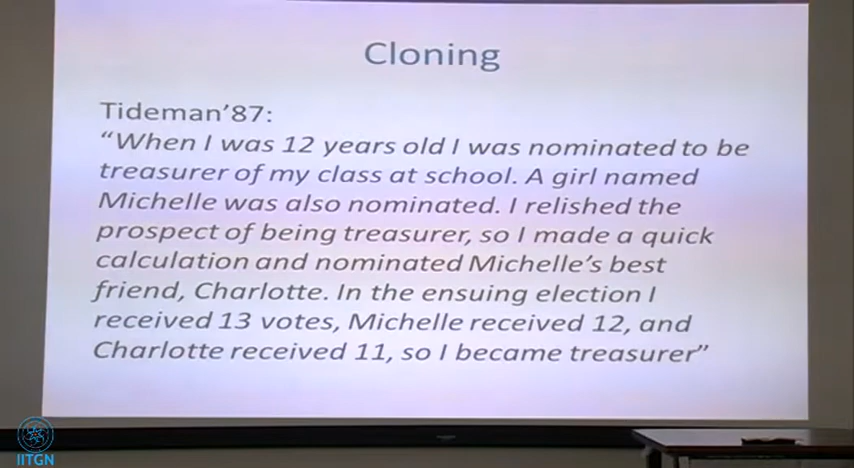 Cloning
Tideman'87:
"When I was 12 years old I was nominated to be
treasurer of my class at school. A girl named
Michelle was also nominated. I relished the
prospect of being treasurer, so I made a quick
calculation and nominated Michelle's best
friend, Charlotte. In the ensuing election I
received 13 votes, Michelle received 12, and
Charlotte received 11, so I became treasurer"
IITGN